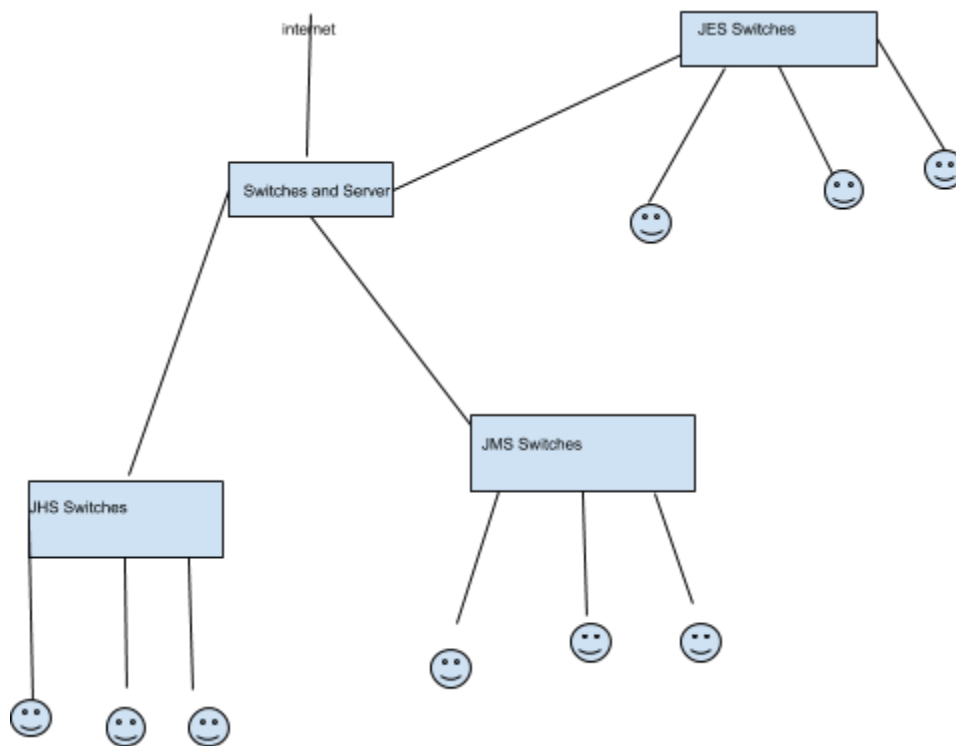 internet
JES Switches
Switches and Server
JMS Switches
JHS Switches